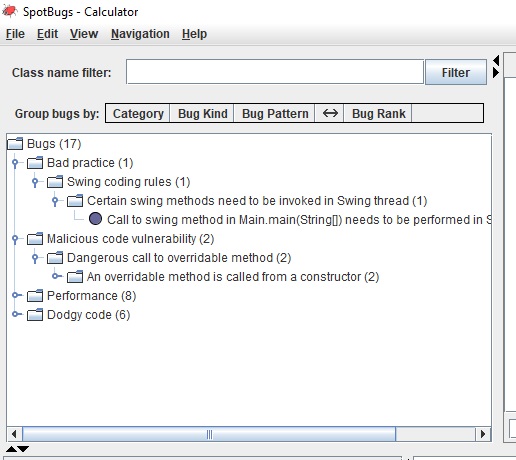 SpotBugs - Calculator
File Edit View Navigation Help
Class name filter: Filter
Group bugs by: Category Bug Kind Bug Pattern ↔ Bug Rank
Bugs (17)
Bad practice (1)
Swing coding rules (1)
Certain swing methods need to be invoked in Swing thread (1)
Call to swing method in Main.main(String[]) needs to be performed in S
Malicious code vulnerability (2)
Dangerous call to overridable method (2)
An overridable method is called from a constructor (2)
Performance (8)
Dodgy code (6)